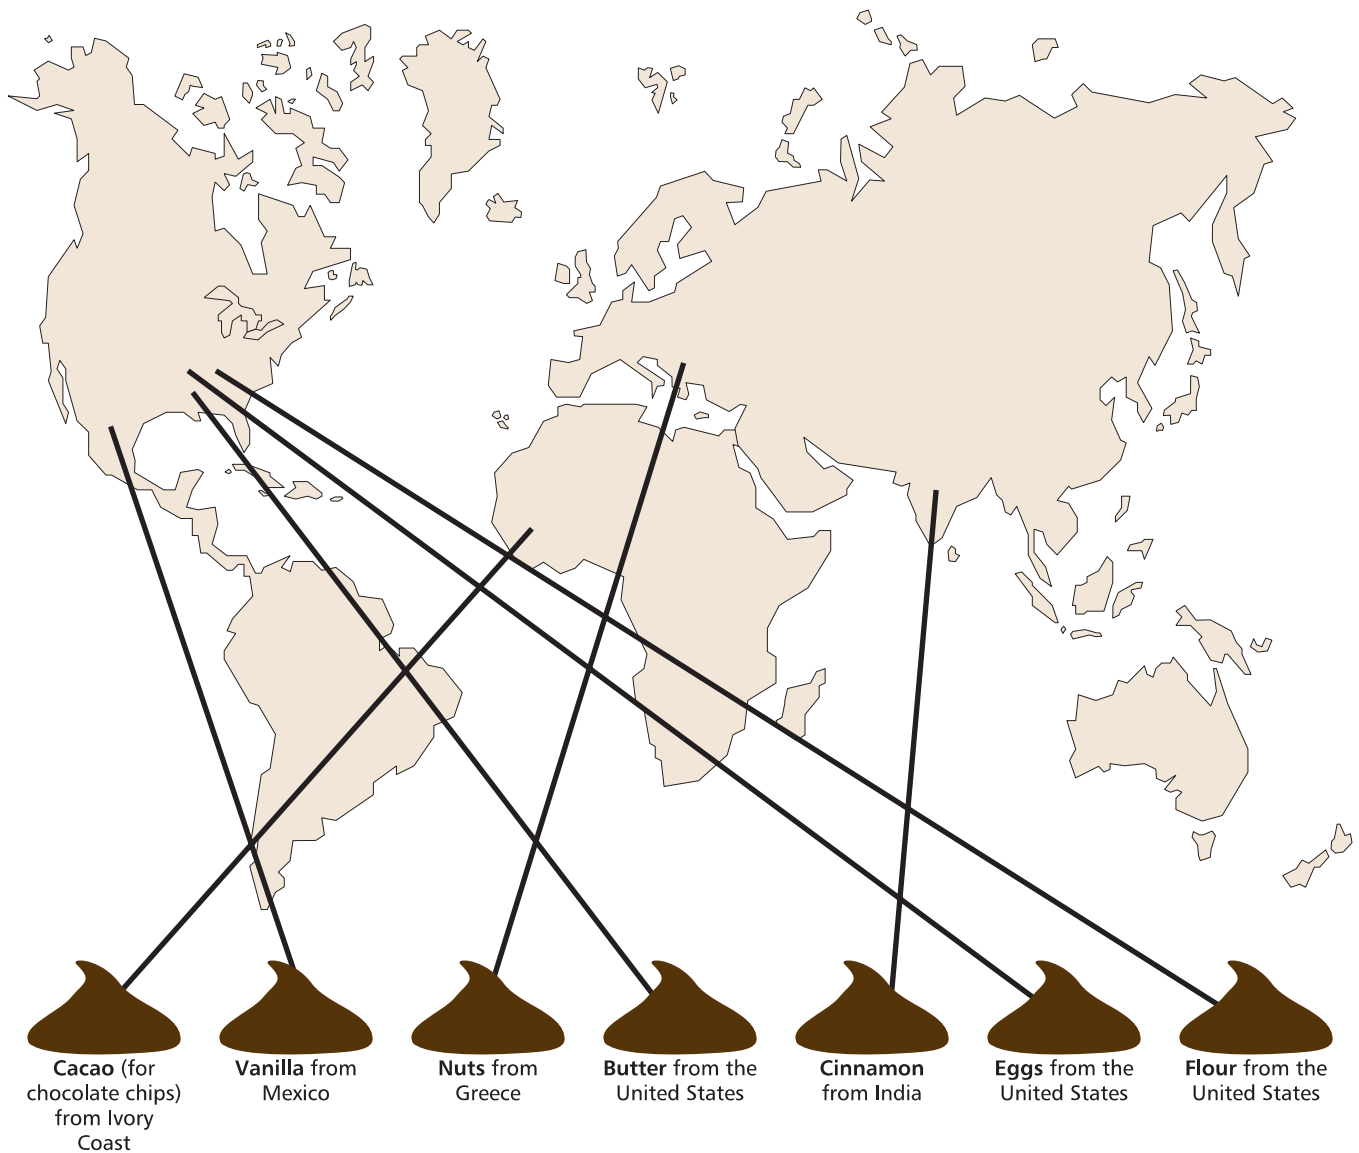 Cacao (for
chocolate chips)
from Ivory
Coast
Vanilla from
Mexico
Nuts from
Greece
Butter from the
United States
Cinnamon
from India
Eggs from the
United States
Flour from the
United States